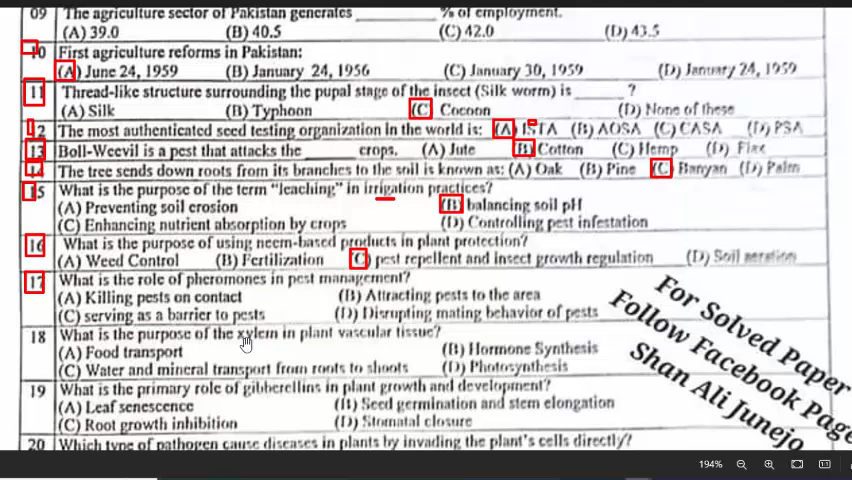 09 The agriculture sector of Pakistan generates ________ % of employment.
(A) 39.0 (B) 40.5 (C) 42.0 (D) 43.5
10 First agriculture reforms in Pakistan:
(A) June 24, 1959 (B) January 24, 1956 (C) January 30, 1959 (D) January 24, 1959
11 Thread-like structure surrounding the pupal stage of the insect (Silk worm) is _____ ?
(A) Silk (B) Typhoon (C) Cocoon (D) None of these
12 The most authenticated seed testing organization in the world is: (A) ISTA (B) AOSA (C) CASA (D) PSA
13 Boll-Weevil is a pest that attacks the ______ crops, (A) Jute (B) Cotton (C) Hemp (D) Flax
14 The tree sends down roots from its branches to the soil is known as: (A) Oak (B) Pine (C) Banyan (D) Palm
15 What is the purpose of the term "leaching" in irrigation practices?
(A) Preventing soil erosion (B) balancing soil pH
(C) Enhancing nutrient absorption by crops (D) Controlling pest infestation
16 What is the purpose of using neem-based products in plant protection?
(A) Weed Control (B) Fertilization (C) pest repellent and insect growth regulation (D) Soil aeration
17 What is the role of pheromones in pest management?
(A) Killing pests on contact (B) Attracting pests to the area
(C) serving as a barrier to pests (D) Disrupting mating behavior of pests
18 What is the purpose of the xylem in plant vascular tissue?
(A) Food transport (B) Hormone Synthesis
(C) Water and mineral transport from roots to shoots (D) Photosynthesis
19 What is the primary role of gibberellins in plant growth and development?
(A) Leaf senescence (B) Seed germination and stem elongation
(C) Root growth inhibition (D) Stomatal closure
20 Which type of pathogen cause diseases in plants by invading the plant's cells directly?
For Solved Paper
Follow Facebook Page
Shan Ali Junejo
194%
1:1